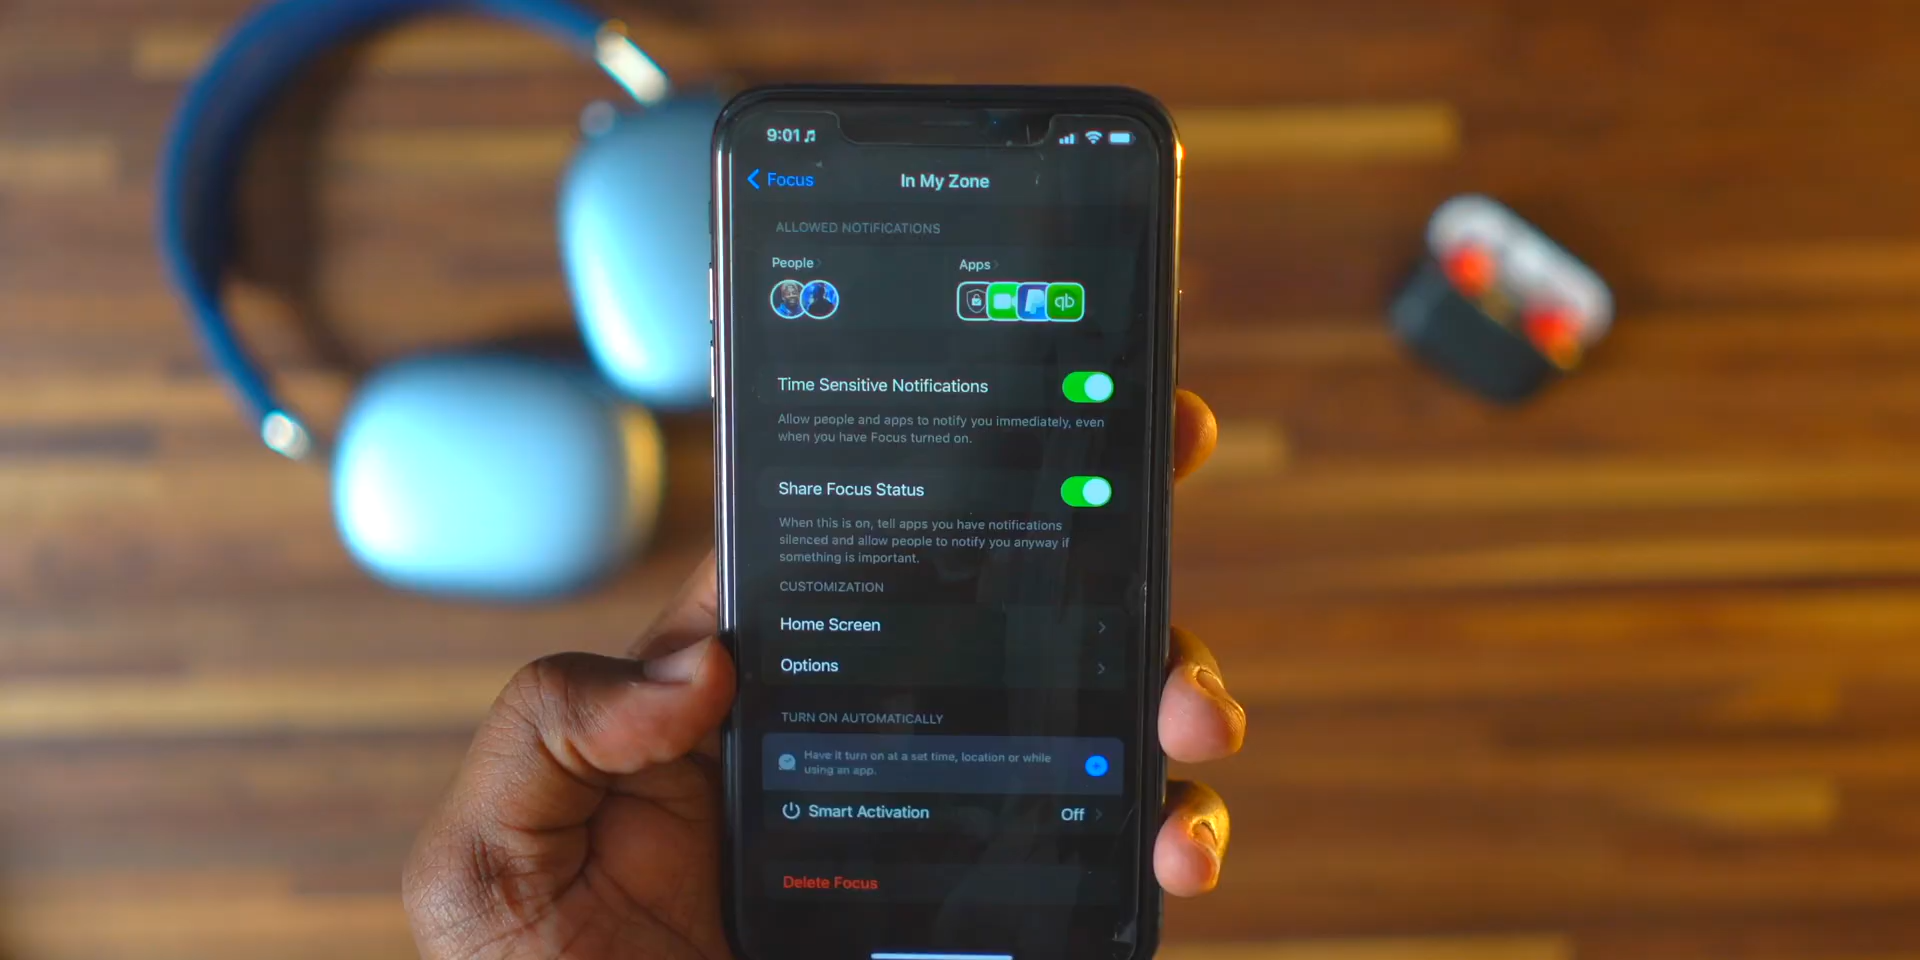 9:01
Focus
In My Zone
ALLOWED NOTIFICATIONS
People
Apps
qb
Time Sensitive Notifications
Allow people and apps to notify you immediately, even
when you have Focus turned on.
Share Focus Status
When this is on, tell apps you have notifications
silenced and allow people to notify you anyway if
something is important.
CUSTOMIZATION
Home Screen
Options
TURN ON AUTOMATICALLY
Have it turn on at a set time, location or while
using an app.
Smart Activation
Off
Delete Focus